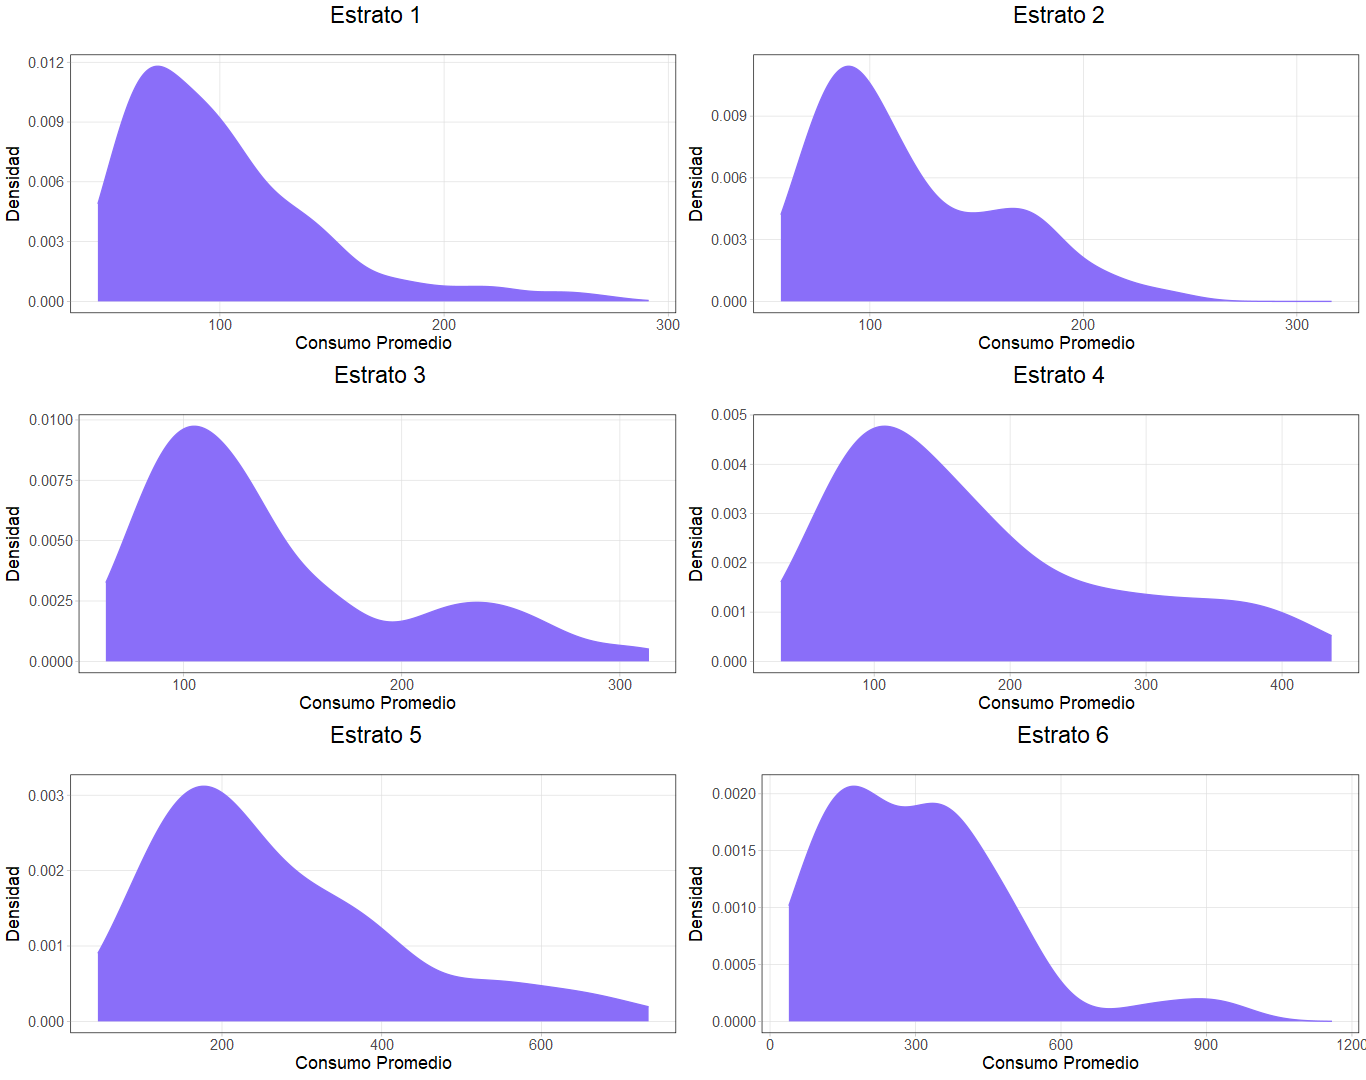 Estrato 1
0.012
0.009
0.006
0.003
0.000
Densidad
100 200 300
Consumo Promedio
Estrato 2
0.009
0.006
0.003
0.000
Densidad
100 200 300
Consumo Promedio
Estrato 3
0.0100
0.0075
0.0050
0.0025
0.0000
Densidad
100 200 300
Consumo Promedio
Estrato 4
0.005
0.004
0.003
0.002
0.001
0.000
Densidad
100 200 300 400
Consumo Promedio
Estrato 5
0.003
0.002
0.001
0.000
Densidad
200 400 600
Consumo Promedio
Estrato 6
0.0020
0.0015
0.0010
0.0005
0.0000
Densidad
0 300 600 900 1200
Consumo Promedio